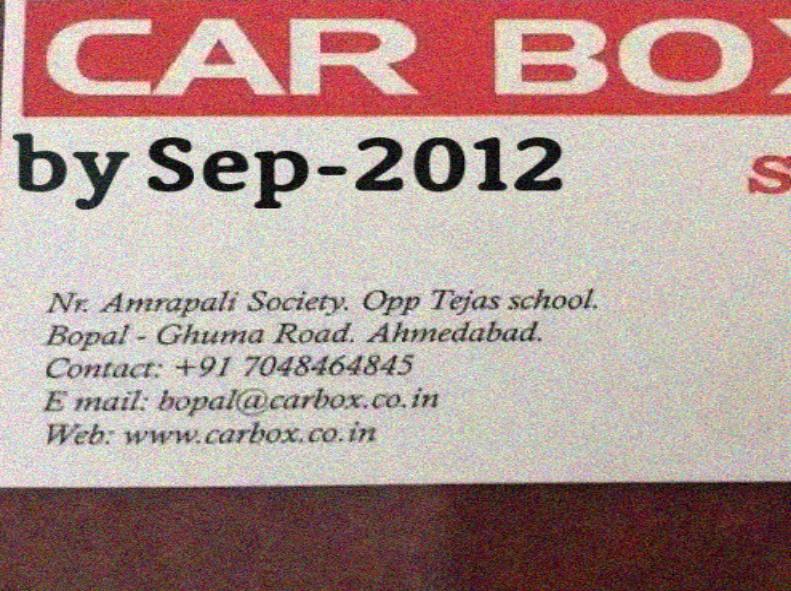 CAR BOX
by Sep-2012
Nr. Amrapali Society. Opp Tejas school.
Bopal - Ghuma Road. Ahmedabad.
Contact: +91 7048464845
E mail: bopal@carbox.co.in
Web: www.carbox.co.in